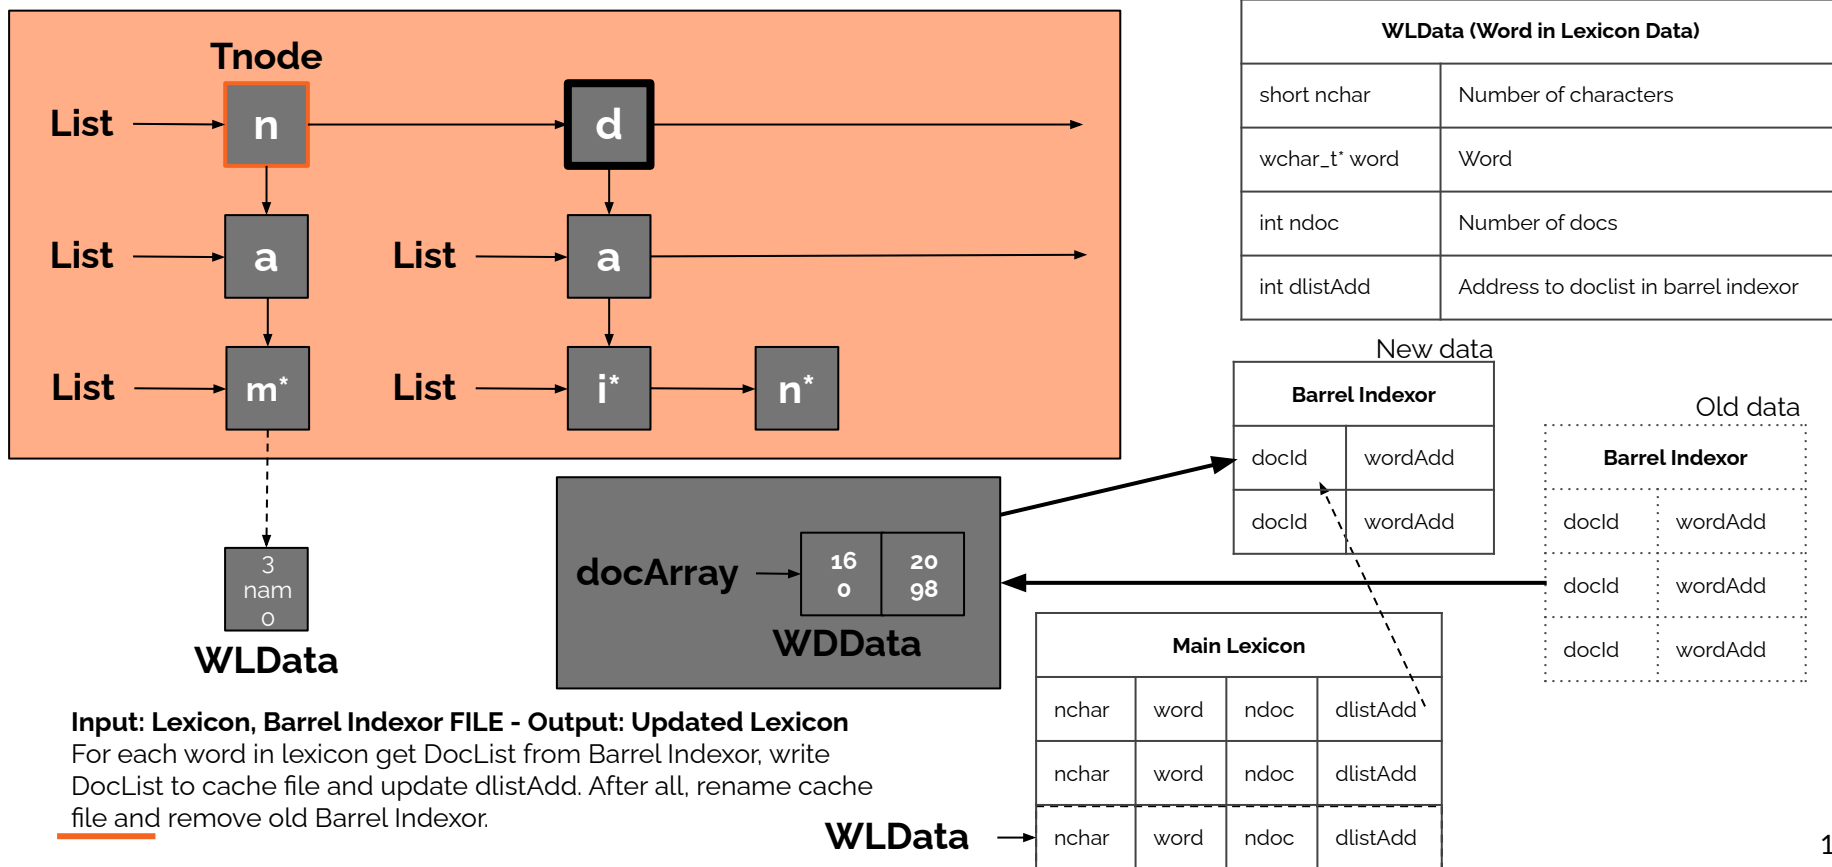 Tnode
List
n
d
List
a
List
a
List
m*
List
i*
n*
3
nam
0
WLData
docArray
16
0
20
98
WDData
WLData (Word in Lexicon Data)
short nchar
Number of characters
wchar_t* word
Word
int ndoc
Number of docs
int dlistAdd
Address to doclist in barrel indexor
New data
Barrel Indexor
docId
wordAdd
docId
wordAdd
Old data
Barrel Indexor
docId
wordAdd
docId
wordAdd
docId
wordAdd
Main Lexicon
nchar
word
ndoc
dlistAdd
nchar
word
ndoc
dlistAdd
WLData
nchar
word
ndoc
dlistAdd
Input: Lexicon, Barrel Indexor FILE - Output: Updated Lexicon
For each word in lexicon get DocList from Barrel Indexor, write
DocList to cache file and update dlistAdd. After all, rename cache
file and remove old Barrel Indexor.
1